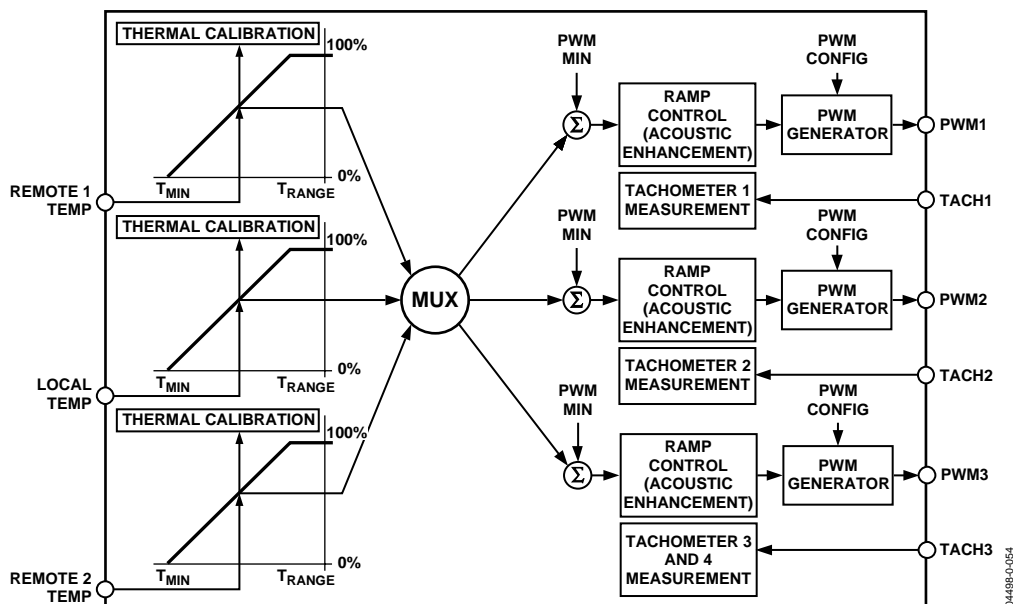 THERMAL CALIBRATION
100%
0%
T_MIN
T_RANGE
REMOTE 1
TEMP
THERMAL CALIBRATION
100%
0%
T_MIN
T_RANGE
LOCAL
TEMP
THERMAL CALIBRATION
100%
0%
T_MIN
T_RANGE
REMOTE 2
TEMP
MUX
PWM
MIN
Σ
RAMP
CONTROL
(ACOUSTIC
ENHANCEMENT)
PWM
CONFIG
PWM
GENERATOR
PWM1
TACHOMETER 1
MEASUREMENT
TACH1
PWM
MIN
Σ
RAMP
CONTROL
(ACOUSTIC
ENHANCEMENT)
PWM
CONFIG
PWM
GENERATOR
PWM2
TACHOMETER 2
MEASUREMENT
TACH2
PWM
MIN
Σ
RAMP
CONTROL
(ACOUSTIC
ENHANCEMENT)
PWM
CONFIG
PWM
GENERATOR
PWM3
TACHOMETER 3
AND 4
MEASUREMENT
TACH3
04498-0-054